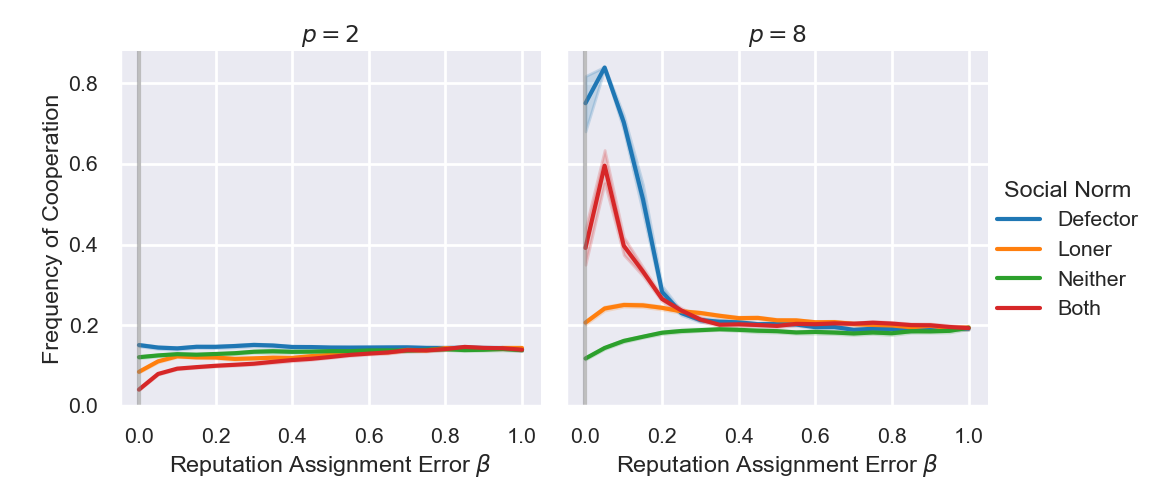 p = 2
p = 8
Frequency of Cooperation
0.8
0.6
0.4
0.2
0.0
0.0 0.2 0.4 0.6 0.8 1.0
0.0 0.2 0.4 0.6 0.8 1.0
Reputation Assignment Error β
Reputation Assignment Error β
Social Norm
Defector
Loner
Neither
Both